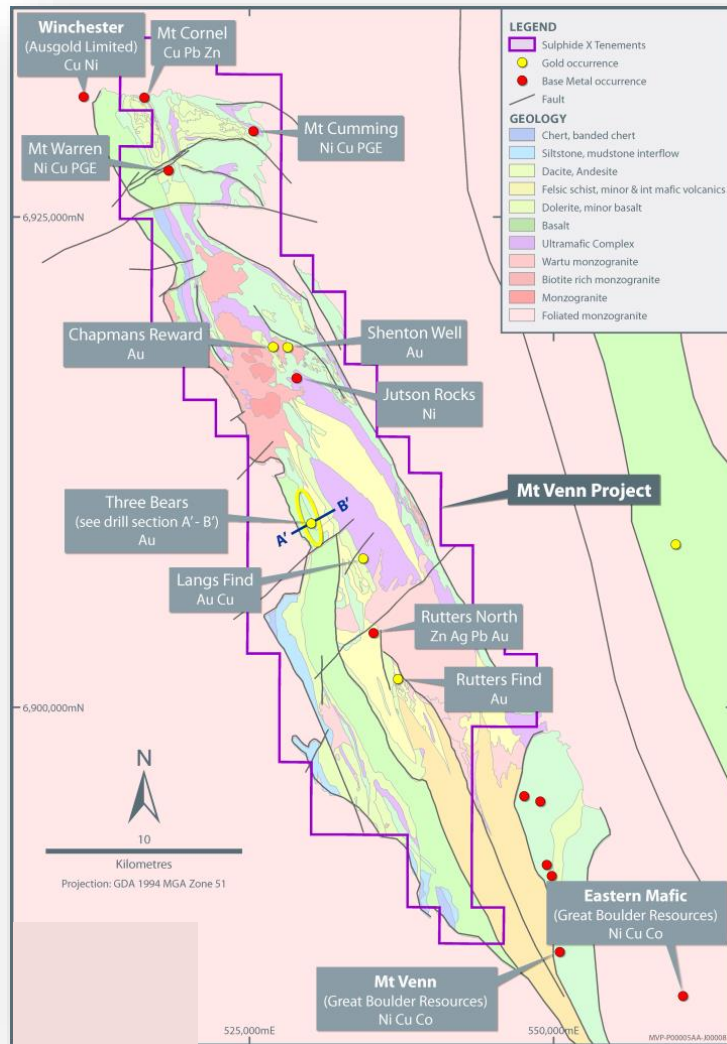 Winchester
(Ausgold Limited)
Cu Ni
Mt Cornel
Cu Pb Zn
Mt Cumming
Ni Cu PGE
Mt Warren
Ni Cu PGE
6,925,000mN
LEGEND
Sulphide X Tenements
Gold occurrence
Base Metal occurrence
Fault
GEOLOGY
Chert, banded chert
Siltstone, mudstone interflow
Dacite, Andesite
Felsic schist, minor & int mafic volcanics
Dolerite, minor basalt
Basalt
Ultramafic Complex
Wartu monzogranite
Biotite rich monzogranite
Monzogranite
Foliated monzogranite
Chapmans Reward
Au
Shenton Well
Au
Jutson Rocks
Ni
Mt Venn Project
Three Bears
(see drill section A'- B')
Au
A'
B'
Langs Find
Au Cu
Rutters North
Zn Ag Pb Au
Rutters Find
Au
6,900,000mN
N
10
Kilometres
Projection: GDA 1994 MGA Zone 51
Eastern Mafic
(Great Boulder Resources)
Ni Cu Co
Mt Venn
(Great Boulder Resources)
Ni Cu Co
525,000mE
550,000mE
MVP-P00005AA-J00008